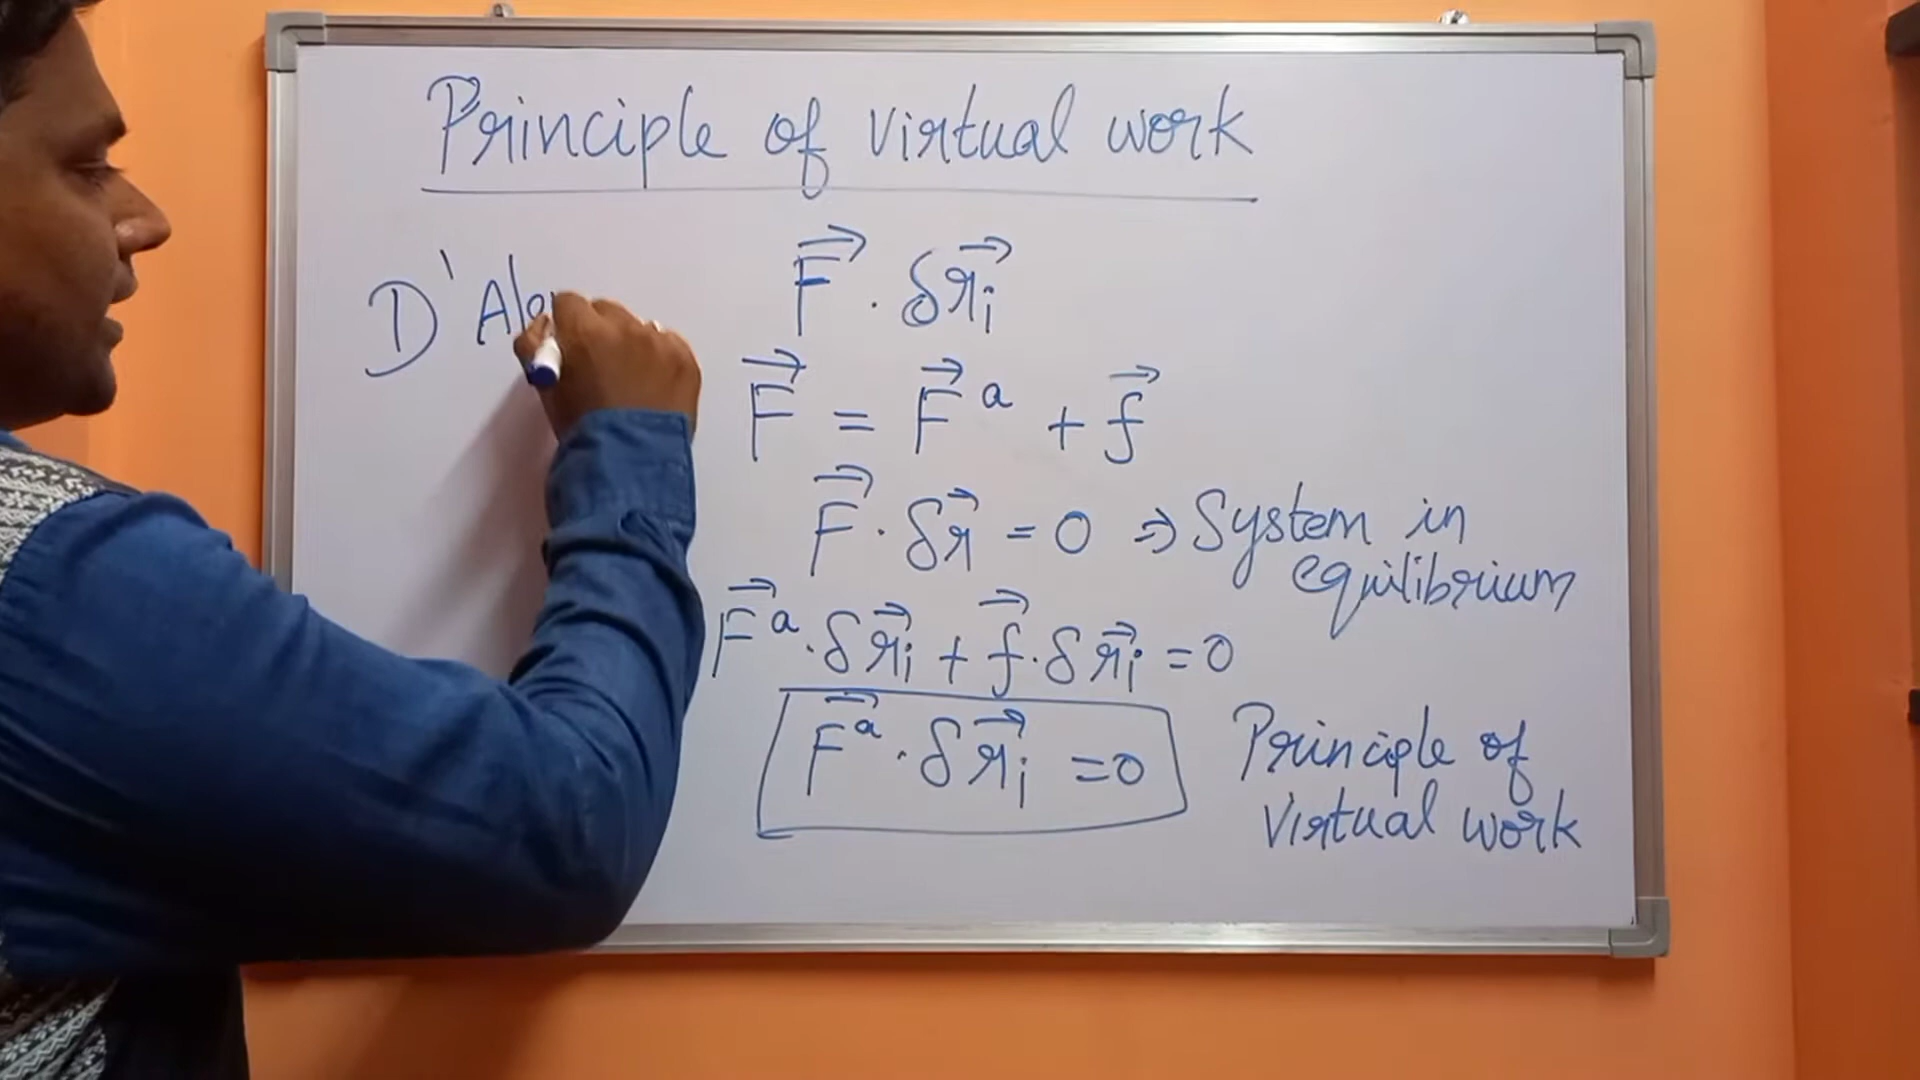 Principle of virtual work
D'Ale
F⃗ . δr⃗ᵢ
F⃗ = F⃗ᵃ + f⃗
F⃗ . δr⃗ = 0 ⇒ System in
equilibrium
F⃗ᵃ . δr⃗ᵢ + f⃗ . δr⃗ᵢ = 0
F⃗ᵃ . δr⃗ᵢ = 0
Principle of
Virtual work